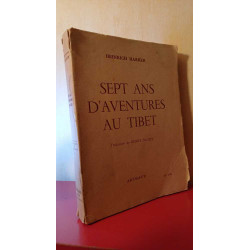 HEINRICH HARRER
SEPT ANS
D'AVENTURES
AU TIBET
ARTHAUD